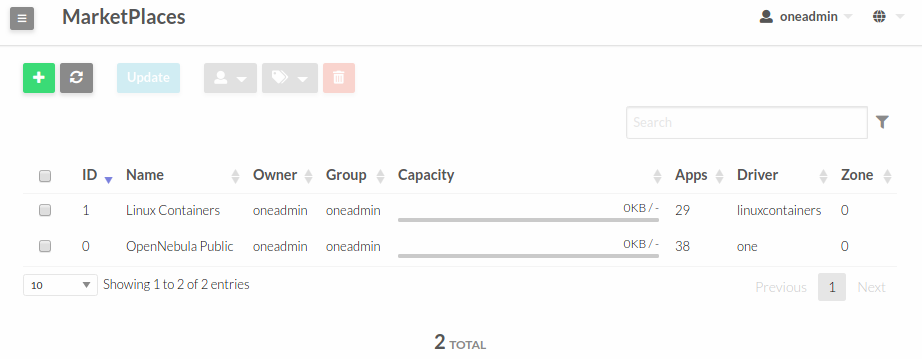 MarketPlaces oneadmin
Update
Search
ID Name Owner Group Capacity Apps Driver Zone
1 Linux Containers oneadmin oneadmin 0KB / - 29 linuxcontainers 0
0 OpenNebula Public oneadmin oneadmin 0KB / - 38 one 0
10 Showing 1 to 2 of 2 entries Previous 1 Next
2 TOTAL